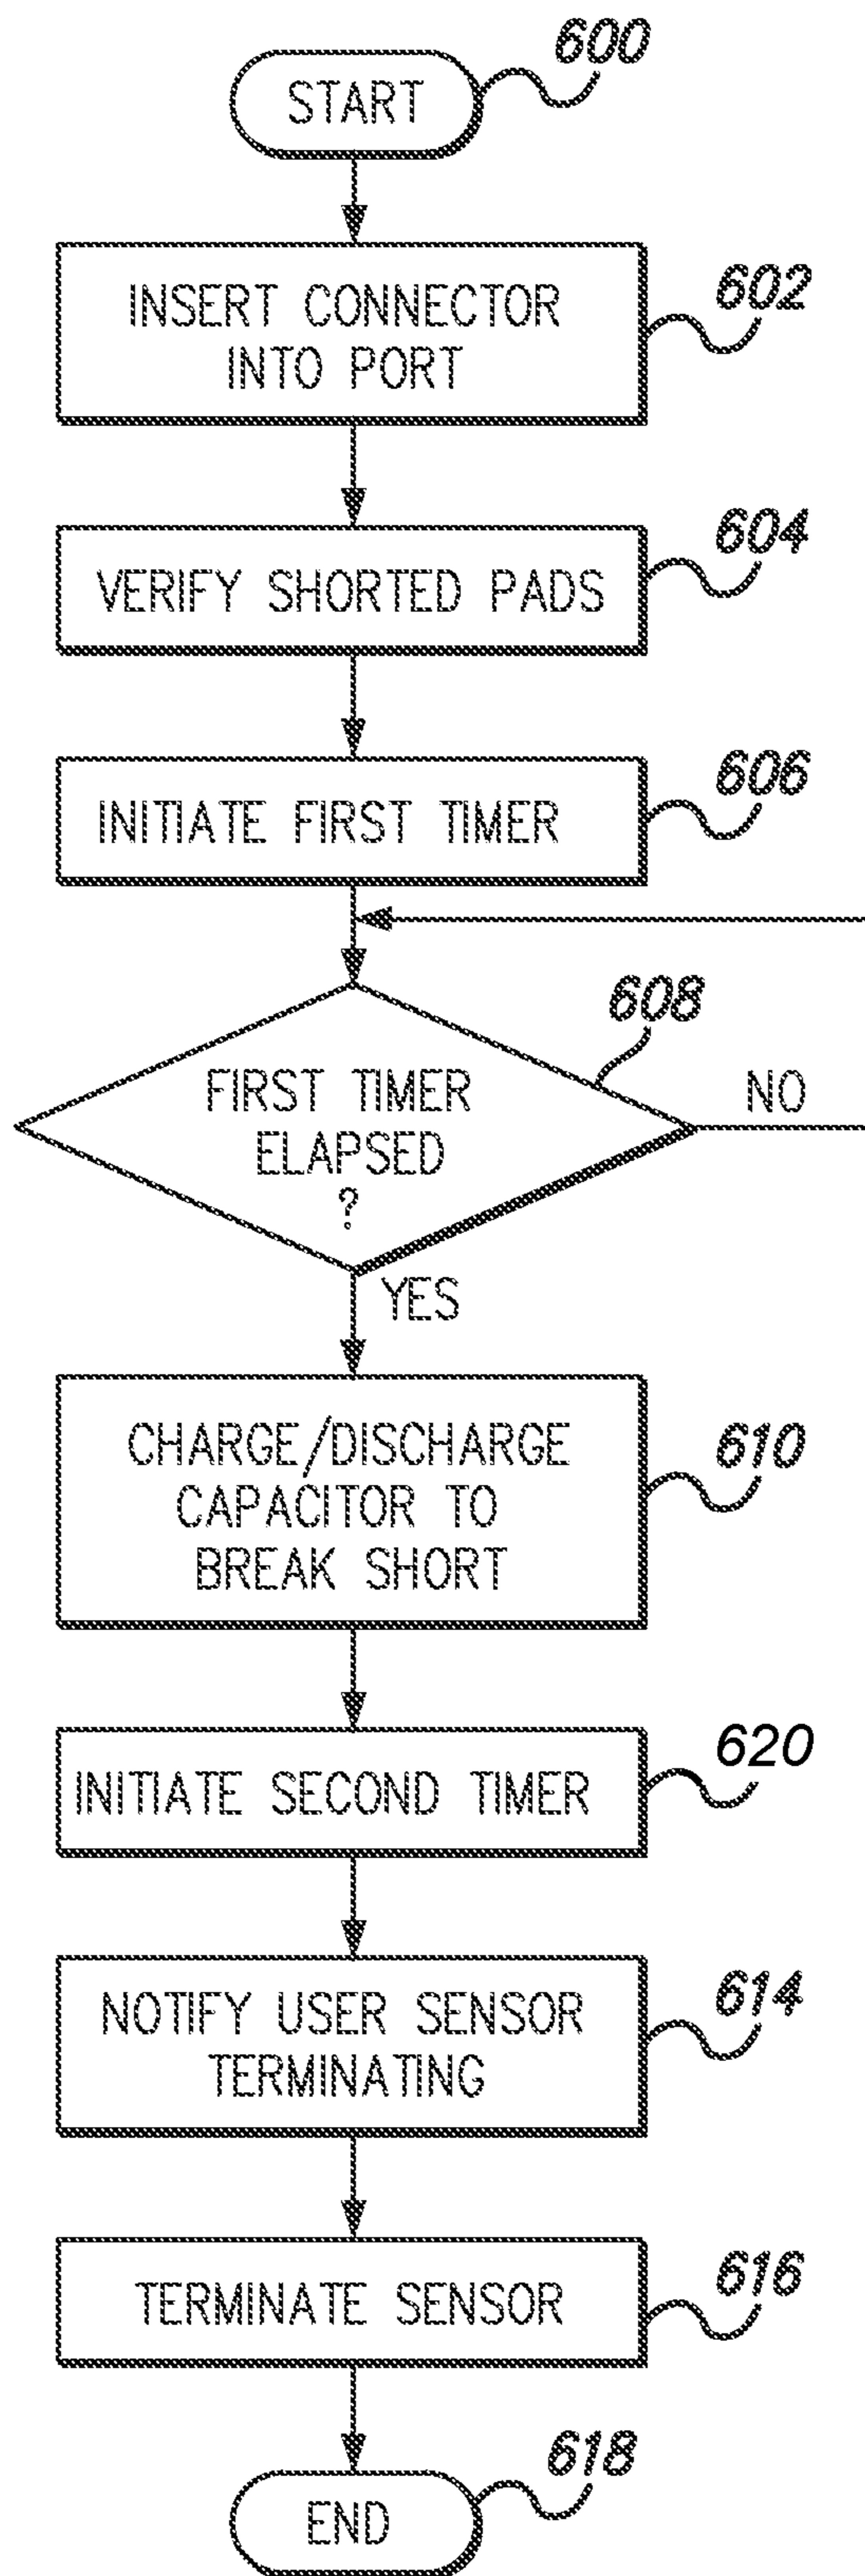 START
600
INSERT CONNECTOR
INTO PORT
602
VERIFY SHORTED PADS
604
INITIATE FIRST TIMER
606
FIRST TIMER
ELAPSED
?
608
NO
YES
CHARGE/DISCHARGE
CAPACITOR TO
BREAK SHORT
610
INITIATE SECOND TIMER
620
NOTIFY USER SENSOR
TERMINATING
614
TERMINATE SENSOR
616
END
618